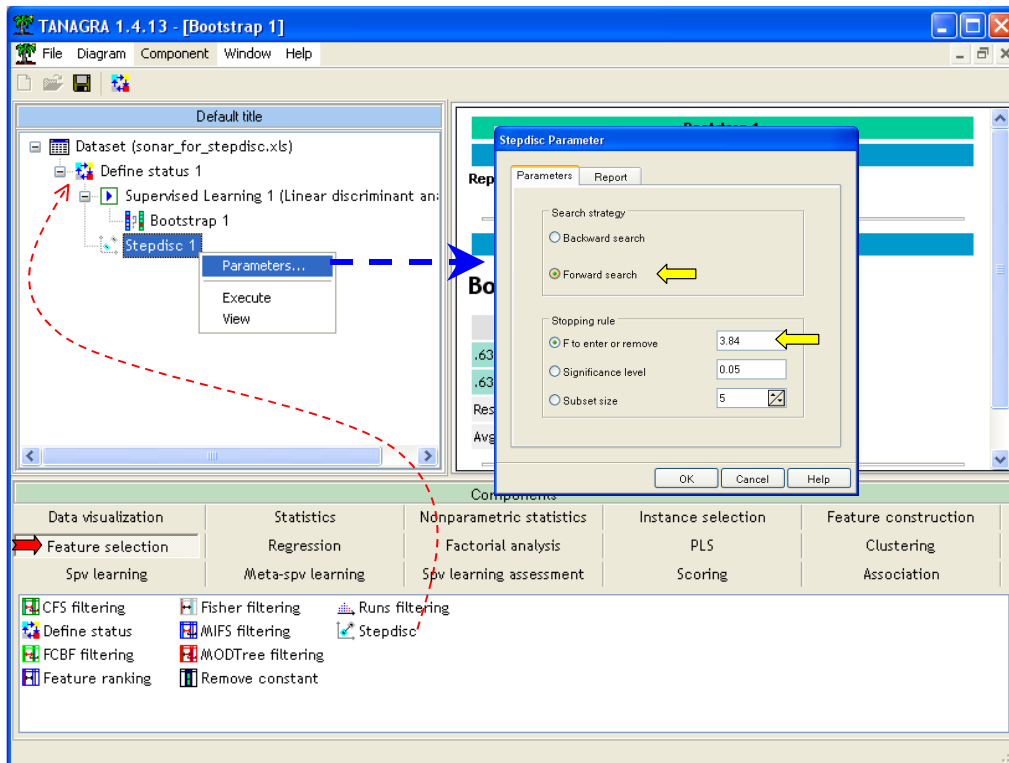 TANAGRA 1.4.13 - [Bootstrap 1]
File Diagram Component Window Help
Default title
Dataset (sonar_for_stepdisc.xls)
Define status 1
Supervised Learning 1 (Linear discriminant an
Bootstrap 1
Stepdisc 1
Parameters...
Execute
View
Bootstrap 1
Rep
Bo
.63
.63
Res
Avg
Stepdisc Parameter
Parameters Report
Search strategy
Backward search
Forward search
Stopping rule
F to enter or remove 3.84
Significance level 0.05
Subset size 5
OK Cancel Help
Components
Data visualization Statistics Nonparametric statistics Instance selection Feature construction
Feature selection Regression Factorial analysis PLS Clustering
Spv learning Meta-spv learning Spv learning assessment Scoring Association
CFS filtering Fisher filtering Runs filtering
Define status MIFS filtering Stepdisc
FCBF filtering MODTree filtering
Feature ranking Remove constant